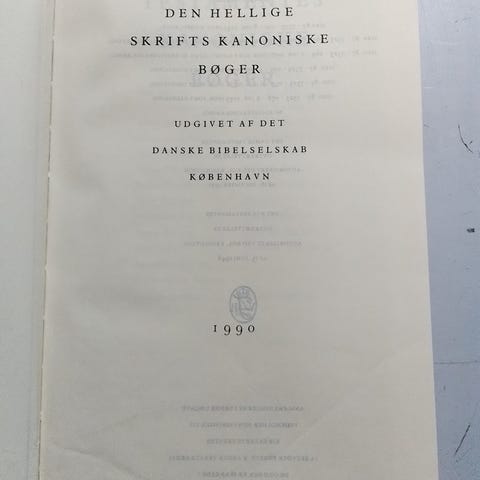 DEN HELLIGE
SKRIFTS KANONISKE
BØGER
UDGIVET AF DET
DANSKE BIBELSELSKAB
KØBENHAVN
1990